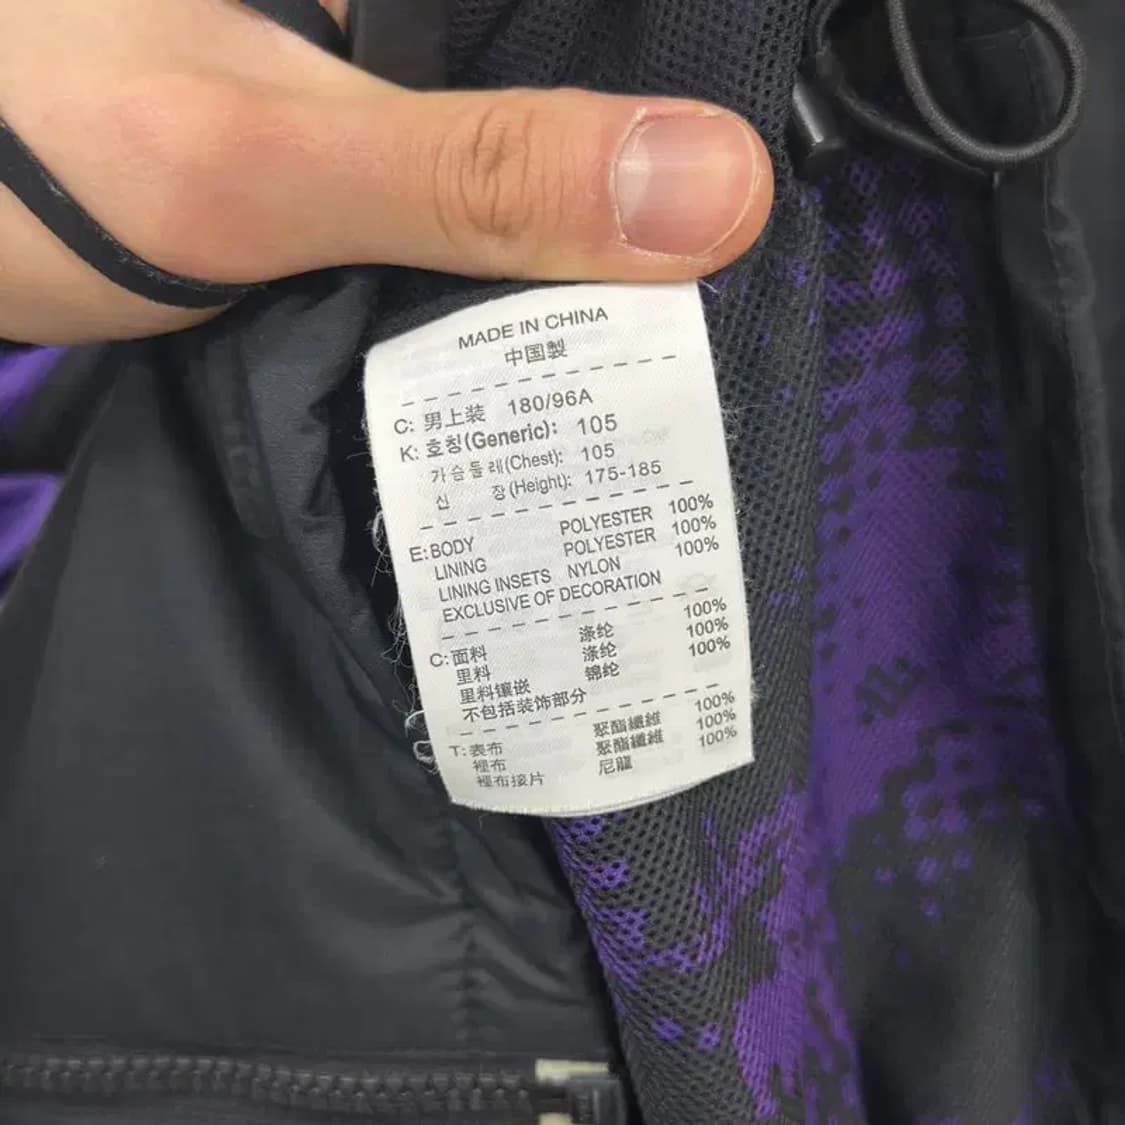 MADE IN CHINA
中国製
C: 男上装 180/96A
K: 호칭(Generic): 105
가슴둘레(Chest): 105
신 장(Height): 175-185
E: BODY POLYESTER 100%
LINING POLYESTER 100%
LINING INSETS NYLON 100%
EXCLUSIVE OF DECORATION
C: 面料 涤纶 100%
里料 涤纶 100%
里料镶嵌 锦纶 100%
不包括装饰部分
T: 表布 聚酯纖維 100%
裡布 聚酯纖維 100%
裡布接片 尼龍 100%